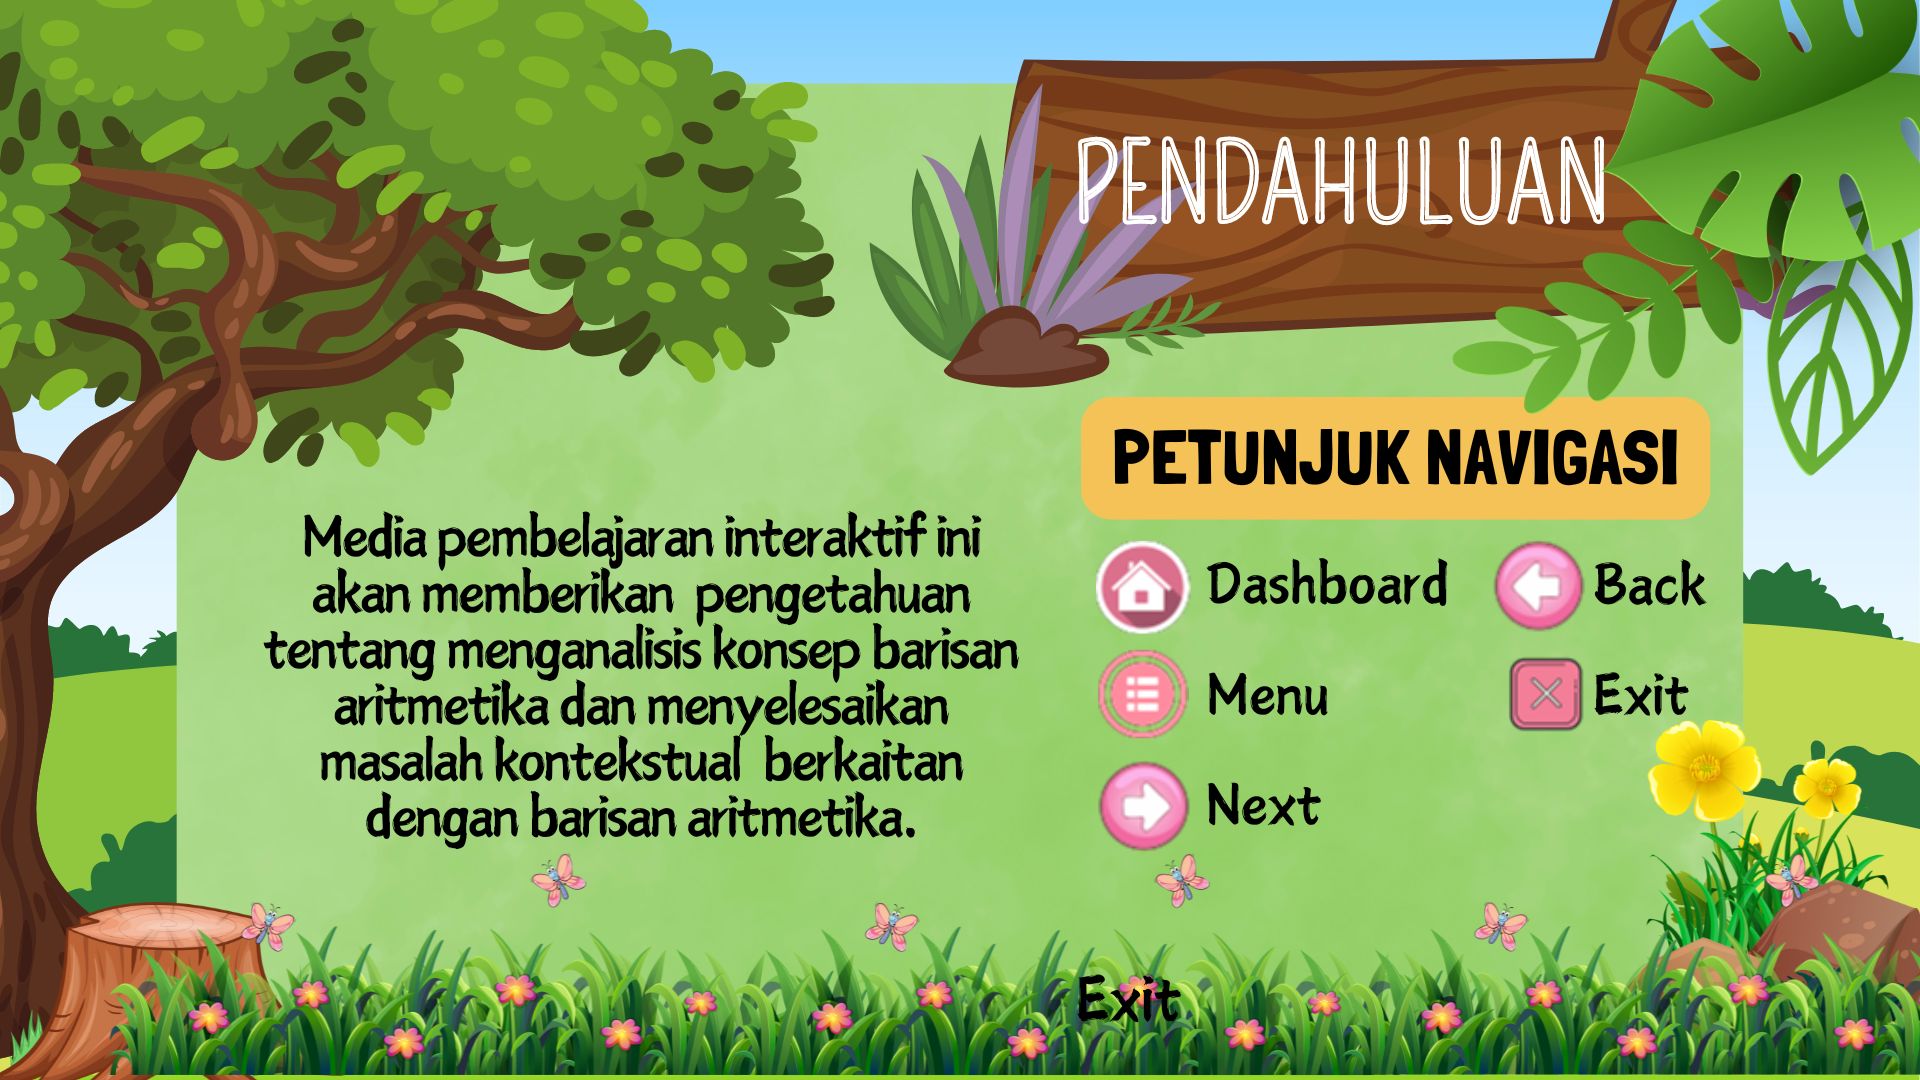 PENDAHULUAN
Media pembelajaran interaktif ini
akan memberikan pengetahuan
tentang menganalisis konsep barisan
aritmetika dan menyelesaikan
masalah kontekstual berkaitan
dengan barisan aritmetika.
PETUNJUK NAVIGASI
Dashboard
Back
Menu
Exit
Next
Exit